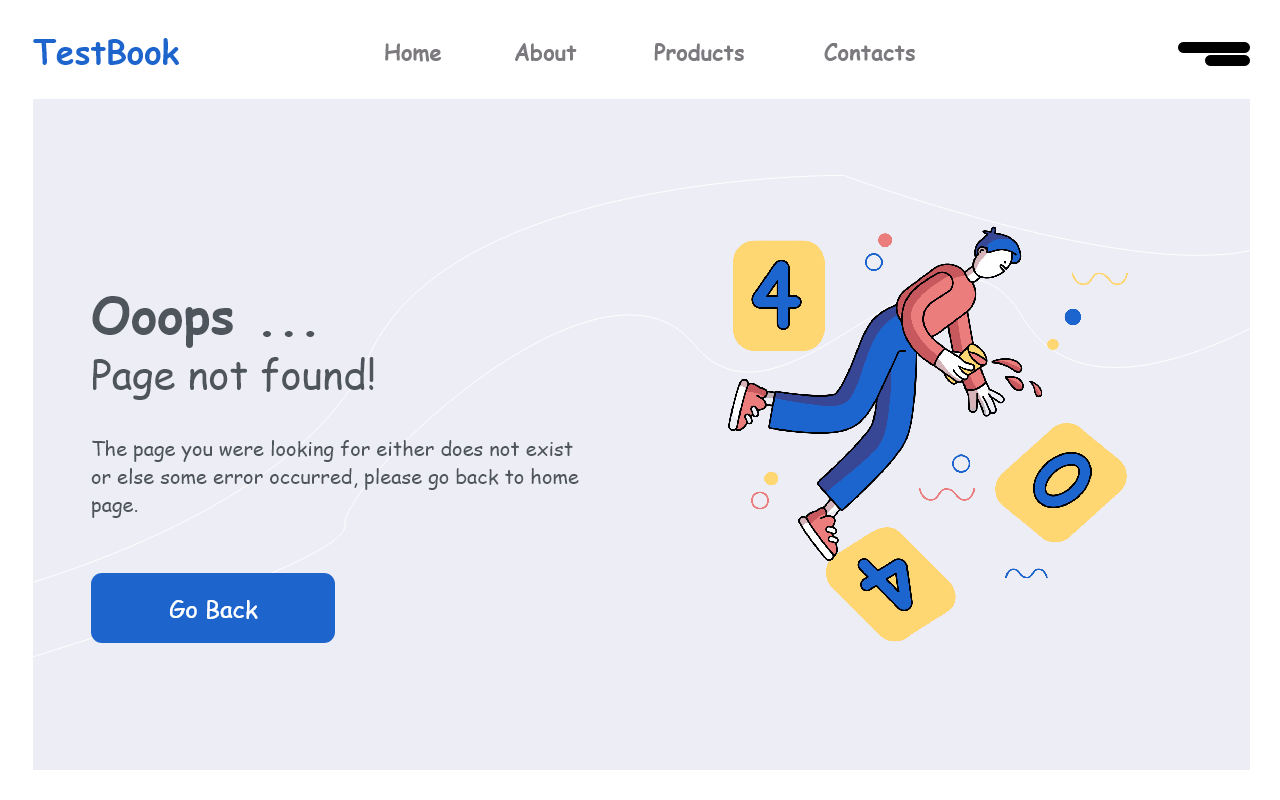 TestBook
Home
About
Products
Contacts
Ooops ...
Page not found!
The page you were looking for either does not exist
or else some error occurred, please go back to home
page.
Go Back
4
0
4